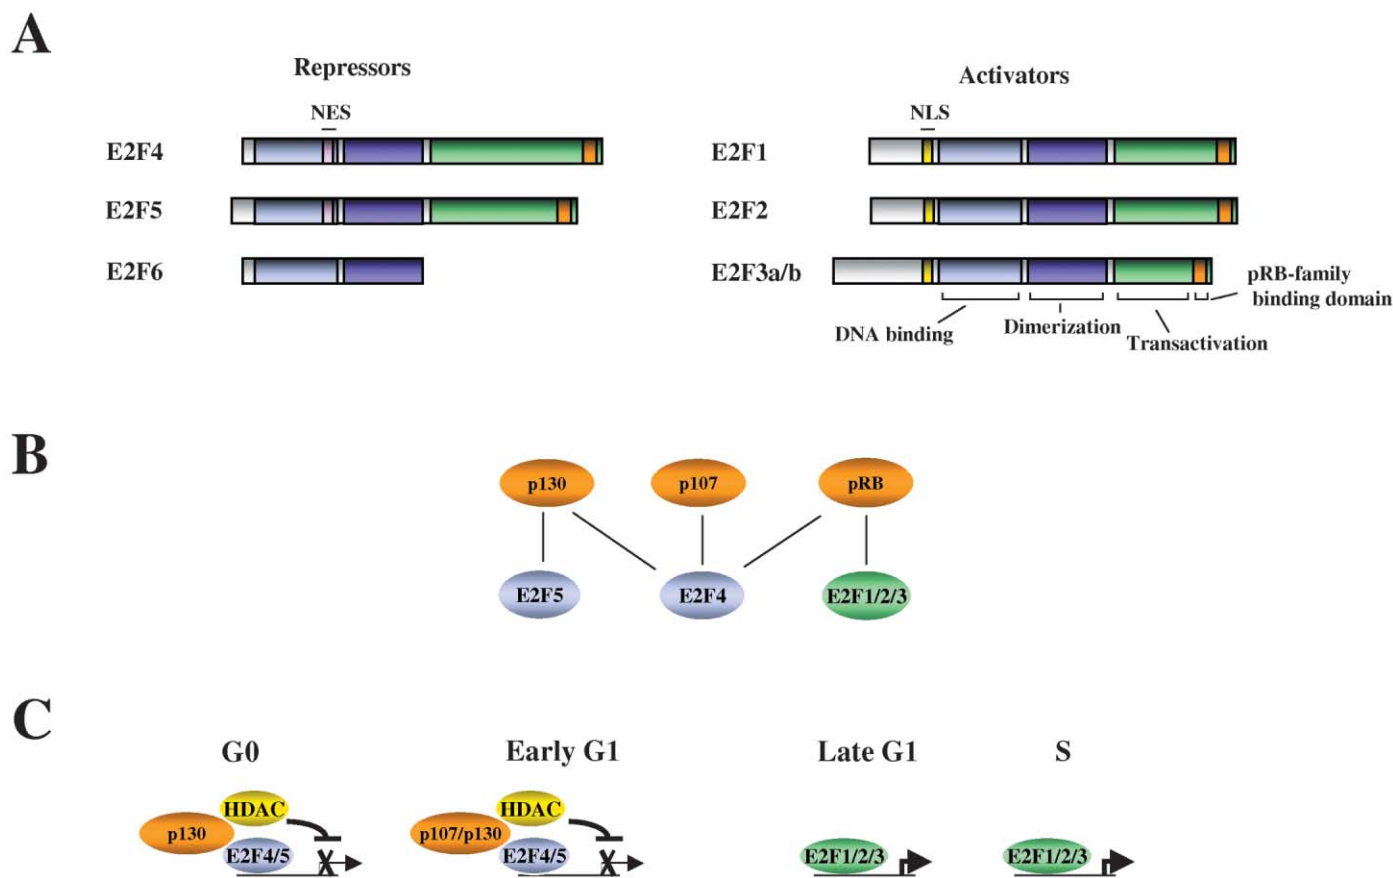 A
Repressors
Activators
NES
NLS
E2F4
E2F1
E2F5
E2F2
E2F6
E2F3a/b
pRB-family
binding domain
DNA binding
Dimerization
Transactivation
B
p130
p107
pRB
E2F5
E2F4
E2F1/2/3
C
G0
Early G1
Late G1
S
HDAC
p130
E2F4/5
HDAC
p107/p130
E2F4/5
E2F1/2/3
E2F1/2/3